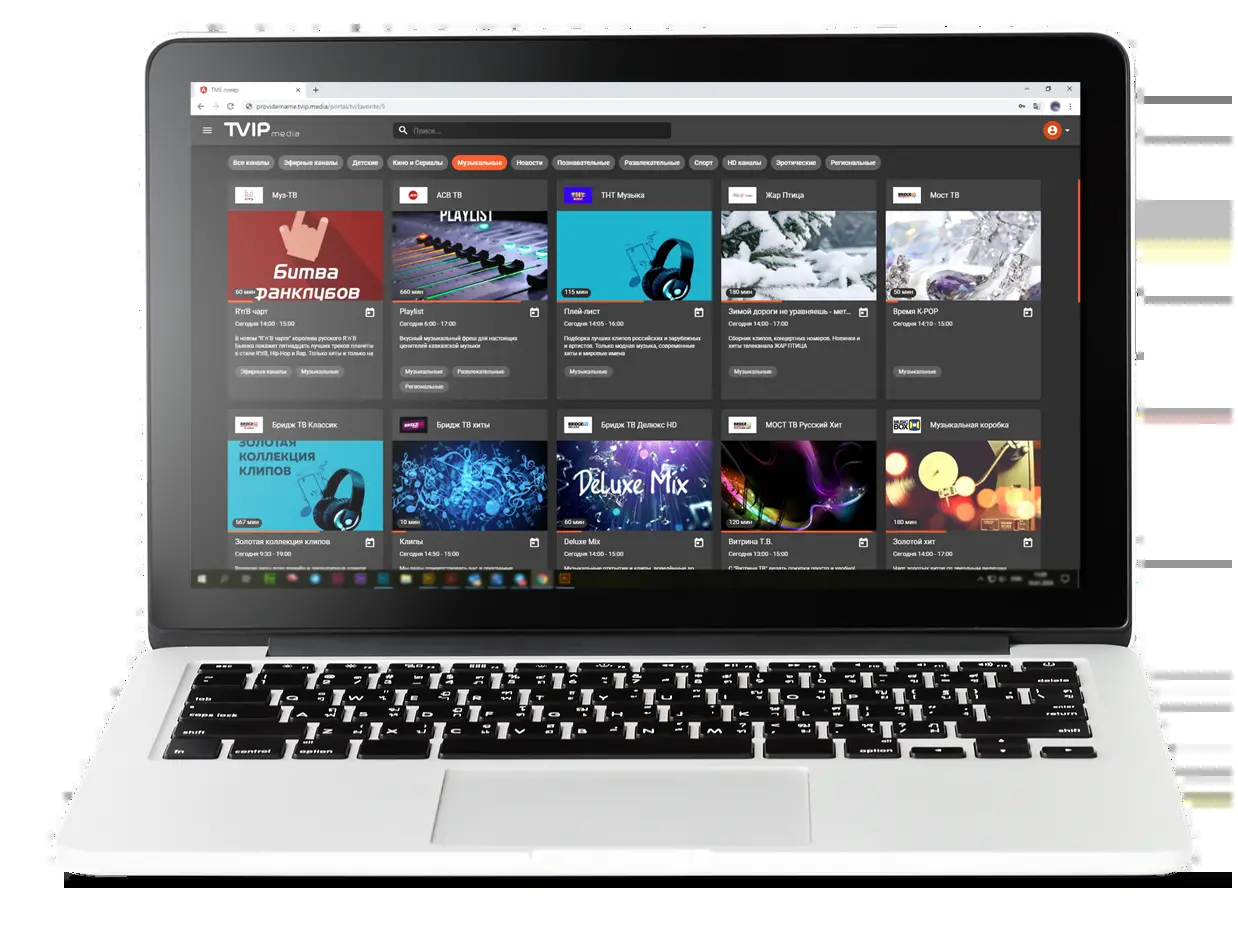 TMS плеер
providername.tvip.media/portal/tv/favorite/5
TVIP media
Поиск...
Все каналы Эфирные каналы Детские Кино и Сериалы Музыкальные Новости Познавательные Развлекательные Спорт HD каналы Эротические Региональные
Муз-ТВ
АСВ ТВ
ТНТ Музыка
Жар Птица
Мост ТВ
Битва
ранклубов
PLAYLIST
60 мин
660 мин
115 мин
180 мин
50 мин
R'n'B чарт
Сегодня 14:00 - 15:00
В новом "R'n'B чарте" королева русского R'n'B
Бьянка покажет пятнадцать лучших треков планеты
в стиле R'n'B, Hip-Hop и Rap. Только хиты и только на
Эфирные каналы Музыкальные
Playlist
Сегодня 6:00 - 17:00
Вкусный музыкальный фреш для настоящих
ценителей кавказской музыки
Музыкальные Развлекательные
Региональные
Плей-лист
Сегодня 14:05 - 16:00
Подборка лучших клипов российских и зарубежных
и артистов. Только модная музыка, современные
хиты и мировые имена
Музыкальные
Зимой дороги не уравняешь - мет...
Сегодня 14:00 - 17:00
Сборник клипов, концертных номеров. Новинки и
хиты телеканала ЖАР ПТИЦА
Музыкальные
Время K-POP
Сегодня 14:10 - 15:00
Музыкальные
Бридж ТВ Классик
Бридж ТВ хиты
Бридж ТВ Делюкс HD
МОСТ ТВ Русский Хит
MUSIC
BOX
Музыкальная коробка
ЗОЛОТАЯ
КОЛЛЕКЦИЯ
КЛИПОВ
Deluxe Mix
567 мин
10 мин
60 мин
120 мин
180 мин
Золотая коллекция клипов
Сегодня 9:33 - 19:00
Клипы
Сегодня 14:50 - 15:00
Deluxe Mix
Сегодня 14:00 - 15:00
Витрина Т.В.
Сегодня 13:00 - 15:00
Золотой хит
Сегодня 14:00 - 17:00
esc
tab Q W E R T Y U I O P
delete
caps lock A S D F G H J K L
enter
return
shift Z X C V B N M shift
fn control alt option alt option